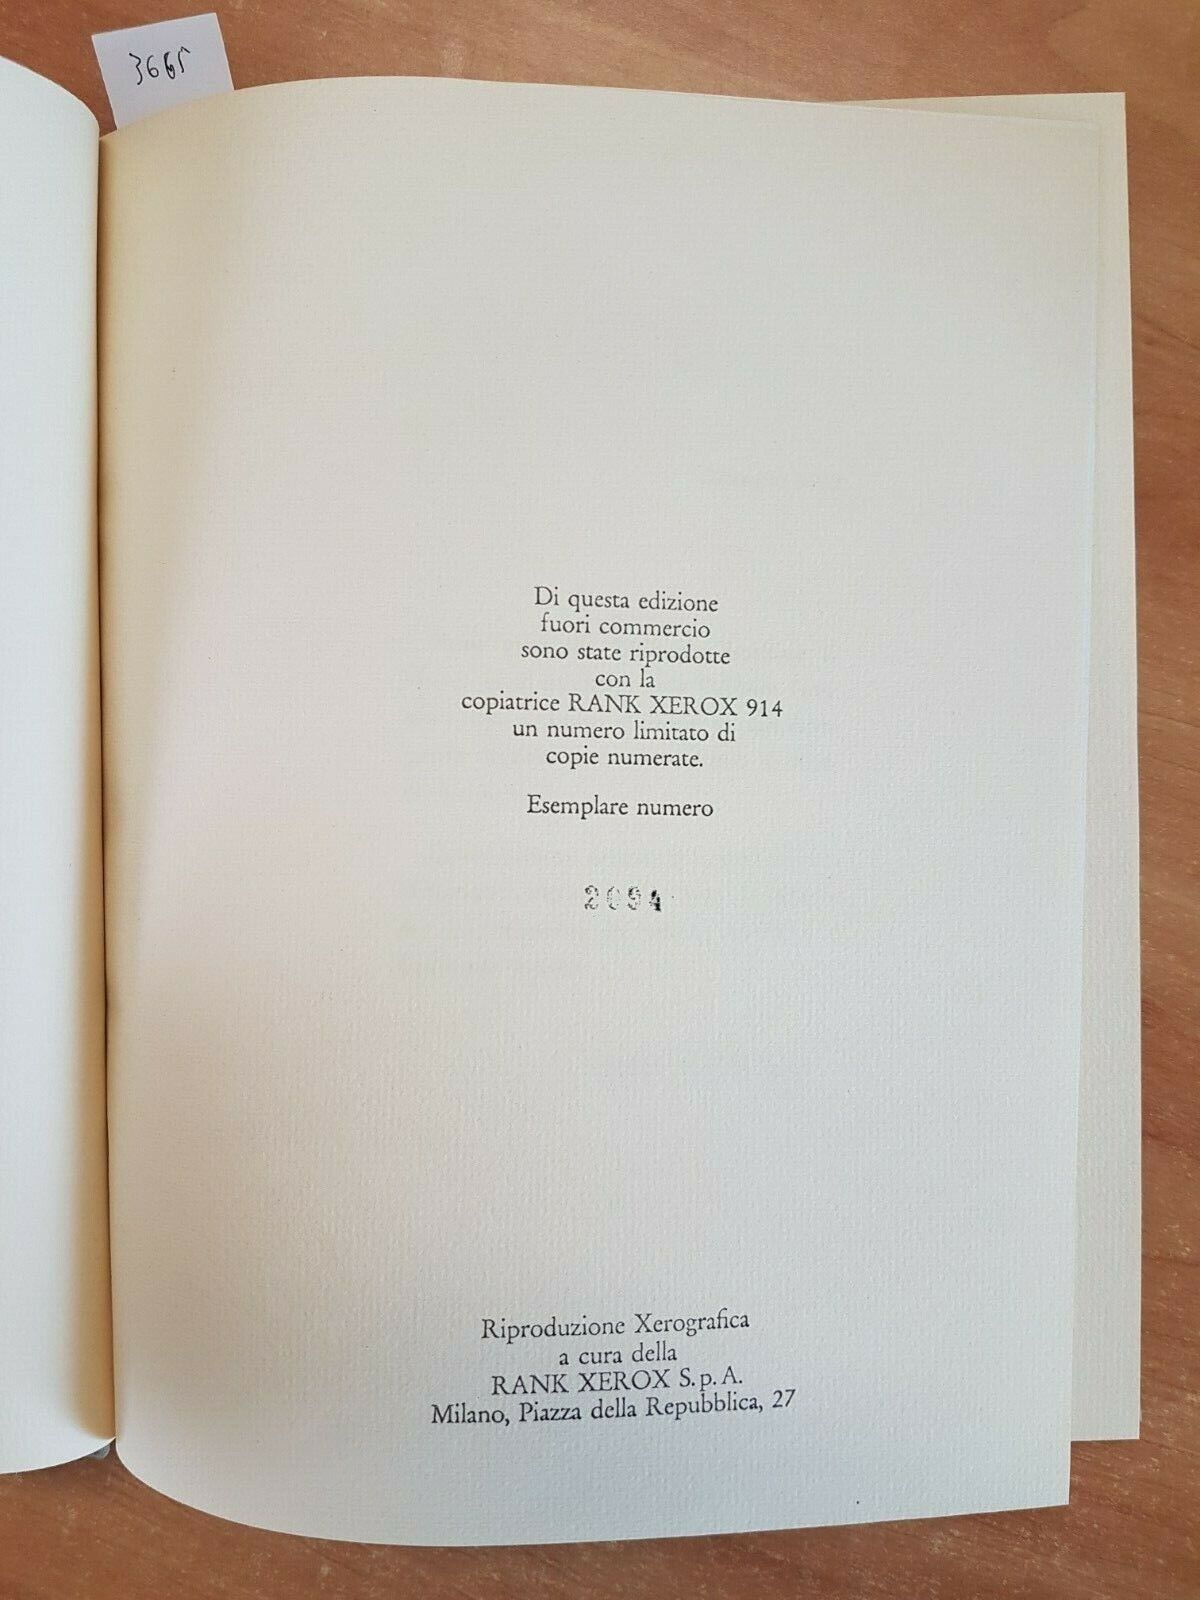 3665
Di questa edizione
fuori commercio
sono state riprodotte
con la
copiatrice RANK XEROX 914
un numero limitato di
copie numerate.
Esemplare numero
2094
Riproduzione Xerografica
a cura della
RANK XEROX S.p.A.
Milano, Piazza della Repubblica, 27